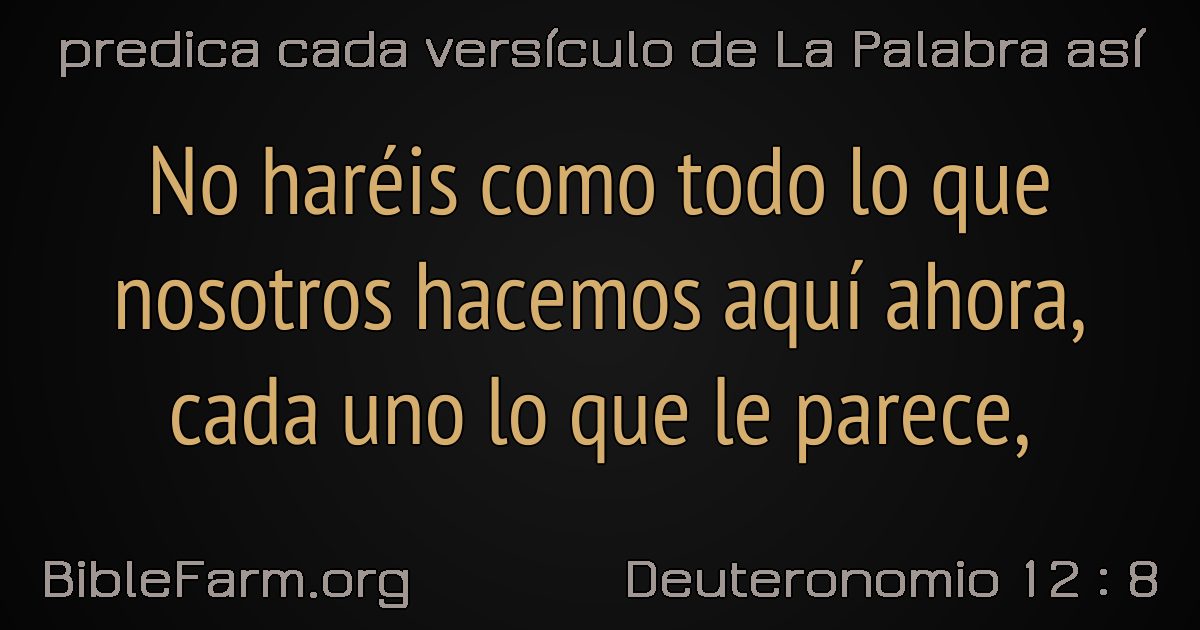 predica cada versículo de La Palabra así
No haréis como todo lo que
nosotros hacemos aquí ahora,
cada uno lo que le parece,
BibleFarm.org
Deuteronomio 12 : 8